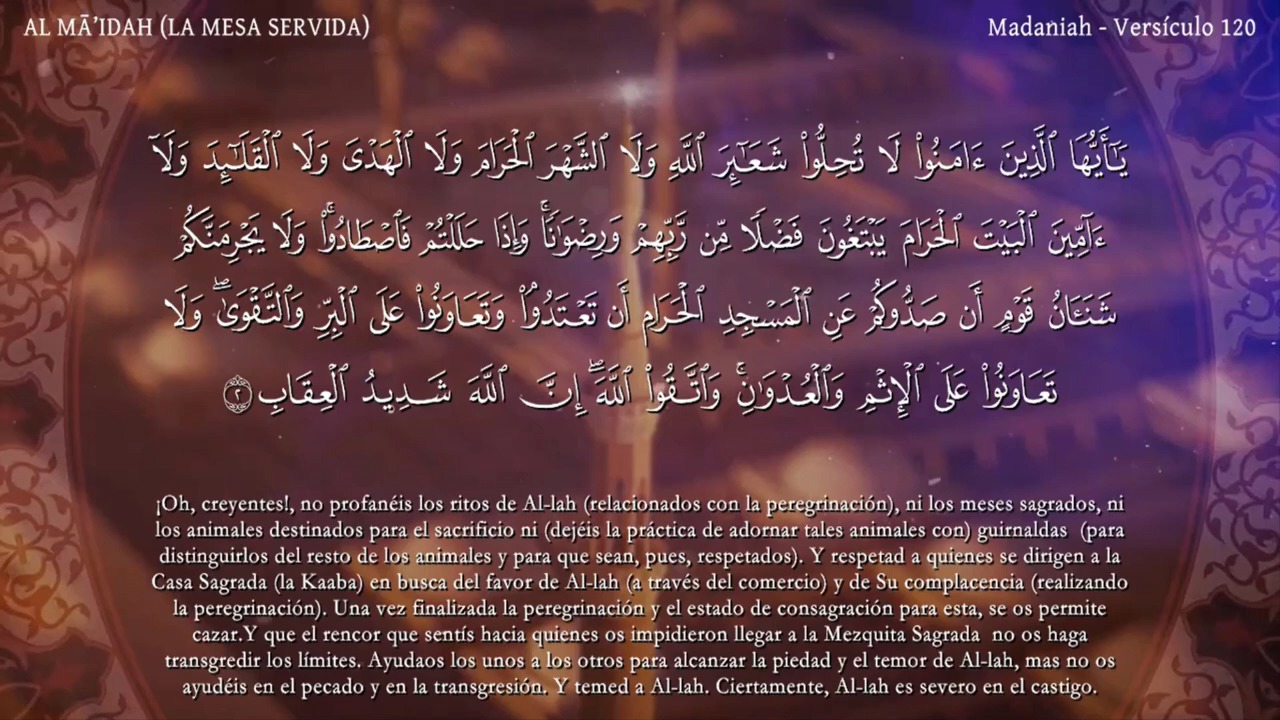 AL MĀ’IDAH (LA MESA SERVIDA)
Madaniah - Versículo 120
يَـٰٓأَيُّهَا ٱلَّذِينَ ءَامَنُوا۟ لَا تُحِلُّوا۟ شَعَـٰٓئِرَ ٱللَّهِ وَلَا ٱلشَّهْرَ ٱلْحَرَامَ وَلَا ٱلْهَدْىَ وَلَا ٱلْقَلَـٰٓئِدَ وَلَآ
ءَآمِّينَ ٱلْبَيْتَ ٱلْحَرَامَ يَبْتَغُونَ فَضْلًا مِّن رَّبِّهِمْ وَرِضْوَٰنًا ۚ وَإِذَا حَلَلْتُمْ فَٱصْطَادُوا۟ ۚ وَلَا يَجْرِمَنَّكُمْ
شَنَـَٔانُ قَوْمٍ أَن صَدُّوكُمْ عَنِ ٱلْمَسْجِدِ ٱلْحَرَامِ أَن تَعْتَدُوا۟ ۘ وَتَعَاوَنُوا۟ عَلَى ٱلْبِرِّ وَٱلتَّقْوَىٰ ۖ وَلَا
تَعَاوَنُوا۟ عَلَى ٱلْإِثْمِ وَٱلْعُدْوَٰنِ ۚ وَٱتَّقُوا۟ ٱللَّهَ ۖ إِنَّ ٱللَّهَ شَدِيدُ ٱلْعِقَابِ ٢
¡Oh, creyentes!, no profanéis los ritos de Al-lah (relacionados con la peregrinación), ni los meses sagrados, ni
los animales destinados para el sacrificio ni (dejéis la práctica de adornar tales animales con) guirnaldas (para
distinguirlos del resto de los animales y para que sean, pues, respetados). Y respetad a quienes se dirigen a la
Casa Sagrada (la Kaaba) en busca del favor de Al-lah (a través del comercio) y de Su complacencia (realizando
la peregrinación). Una vez finalizada la peregrinación y el estado de consagración para esta, se os permite
cazar.Y que el rencor que sentís hacia quienes os impidieron llegar a la Mezquita Sagrada no os haga
transgredir los límites. Ayudaos los unos a los otros para alcanzar la piedad y el temor de Al-lah, mas no os
ayudéis en el pecado y en la transgresión. Y temed a Al-lah. Ciertamente, Al-lah es severo en el castigo.